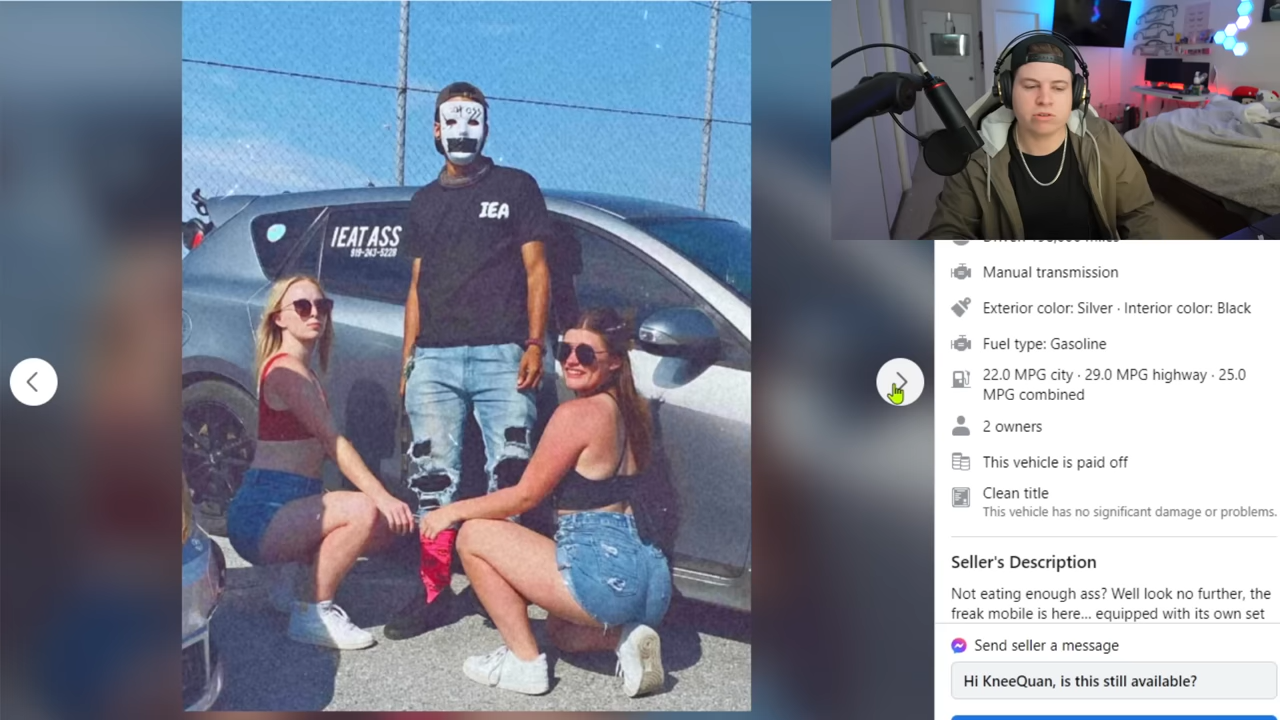 IEA
IEAT ASS
919-243-5228
Manual transmission
Exterior color: Silver · Interior color: Black
Fuel type: Gasoline
22.0 MPG city · 29.0 MPG highway · 25.0
MPG combined
2 owners
This vehicle is paid off
Clean title
This vehicle has no significant damage or problems.
Seller's Description
Not eating enough ass? Well look no further, the
freak mobile is here... equipped with its own set
Send seller a message
Hi KneeQuan, is this still available?